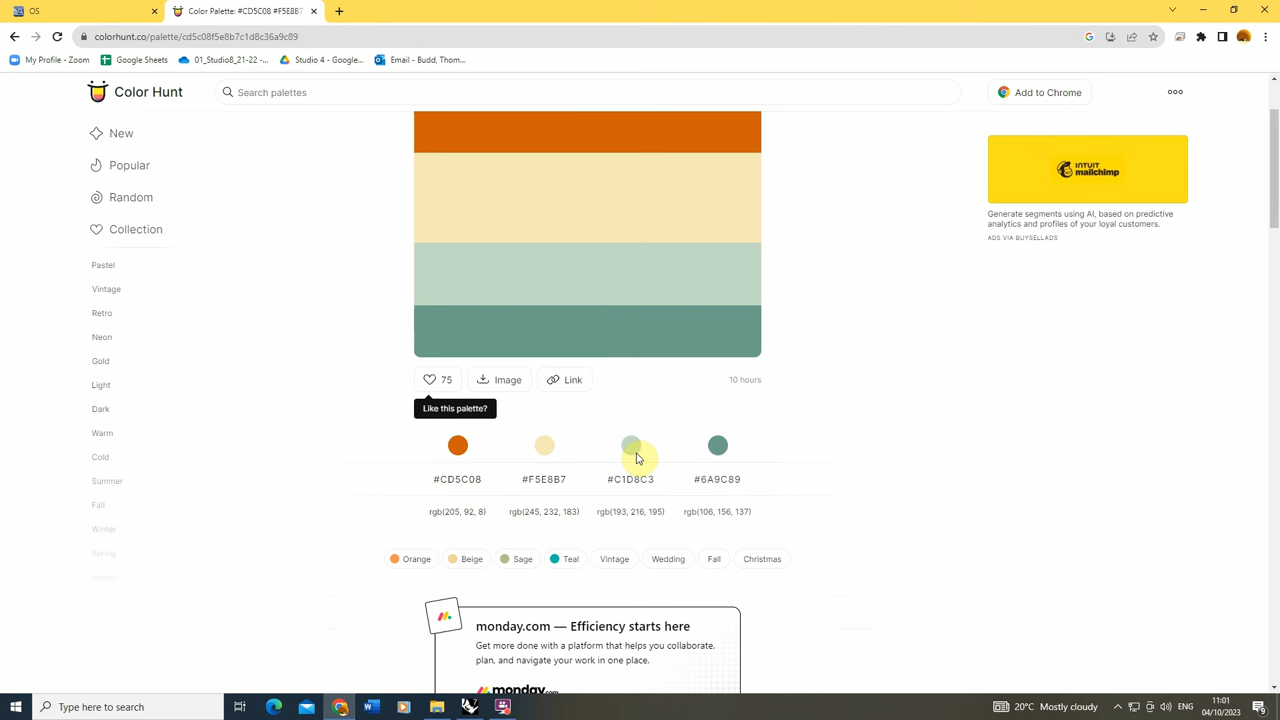 OS
Color Palette: #CD5C08 #F5E8B7
colorhunt.co/palette/cd5c08f5e8b7c1d8c36a9c89
My Profile - Zoom
Google Sheets
01_Studio8_21-22 -...
Studio 4 - Google...
Email - Budd, Thom...
Color Hunt
Search palettes
Add to Chrome
New
Popular
Random
Collection
Pastel
Vintage
Retro
Neon
Gold
Light
Dark
Warm
Cold
Summer
Fall
Winter
Spring
75
Image
Link
10 hours
Like this palette?
#CD5C08
#F5E8B7
#C1D8C3
#6A9C89
rgb(205, 92, 8)
rgb(245, 232, 183)
rgb(193, 216, 195)
rgb(106, 156, 137)
Orange
Beige
Sage
Teal
Vintage
Wedding
Fall
Christmas
INTUIT
mailchimp
Generate segments using AI, based on predictive
analytics and profiles of your loyal customers.
ADS VIA BUYSELLADS
monday.com — Efficiency starts here
Get more done with a platform that helps you collaborate,
plan, and navigate your work in one place.
monday.com
Type here to search
20°C Mostly cloudy
ENG
11:01
04/10/2023